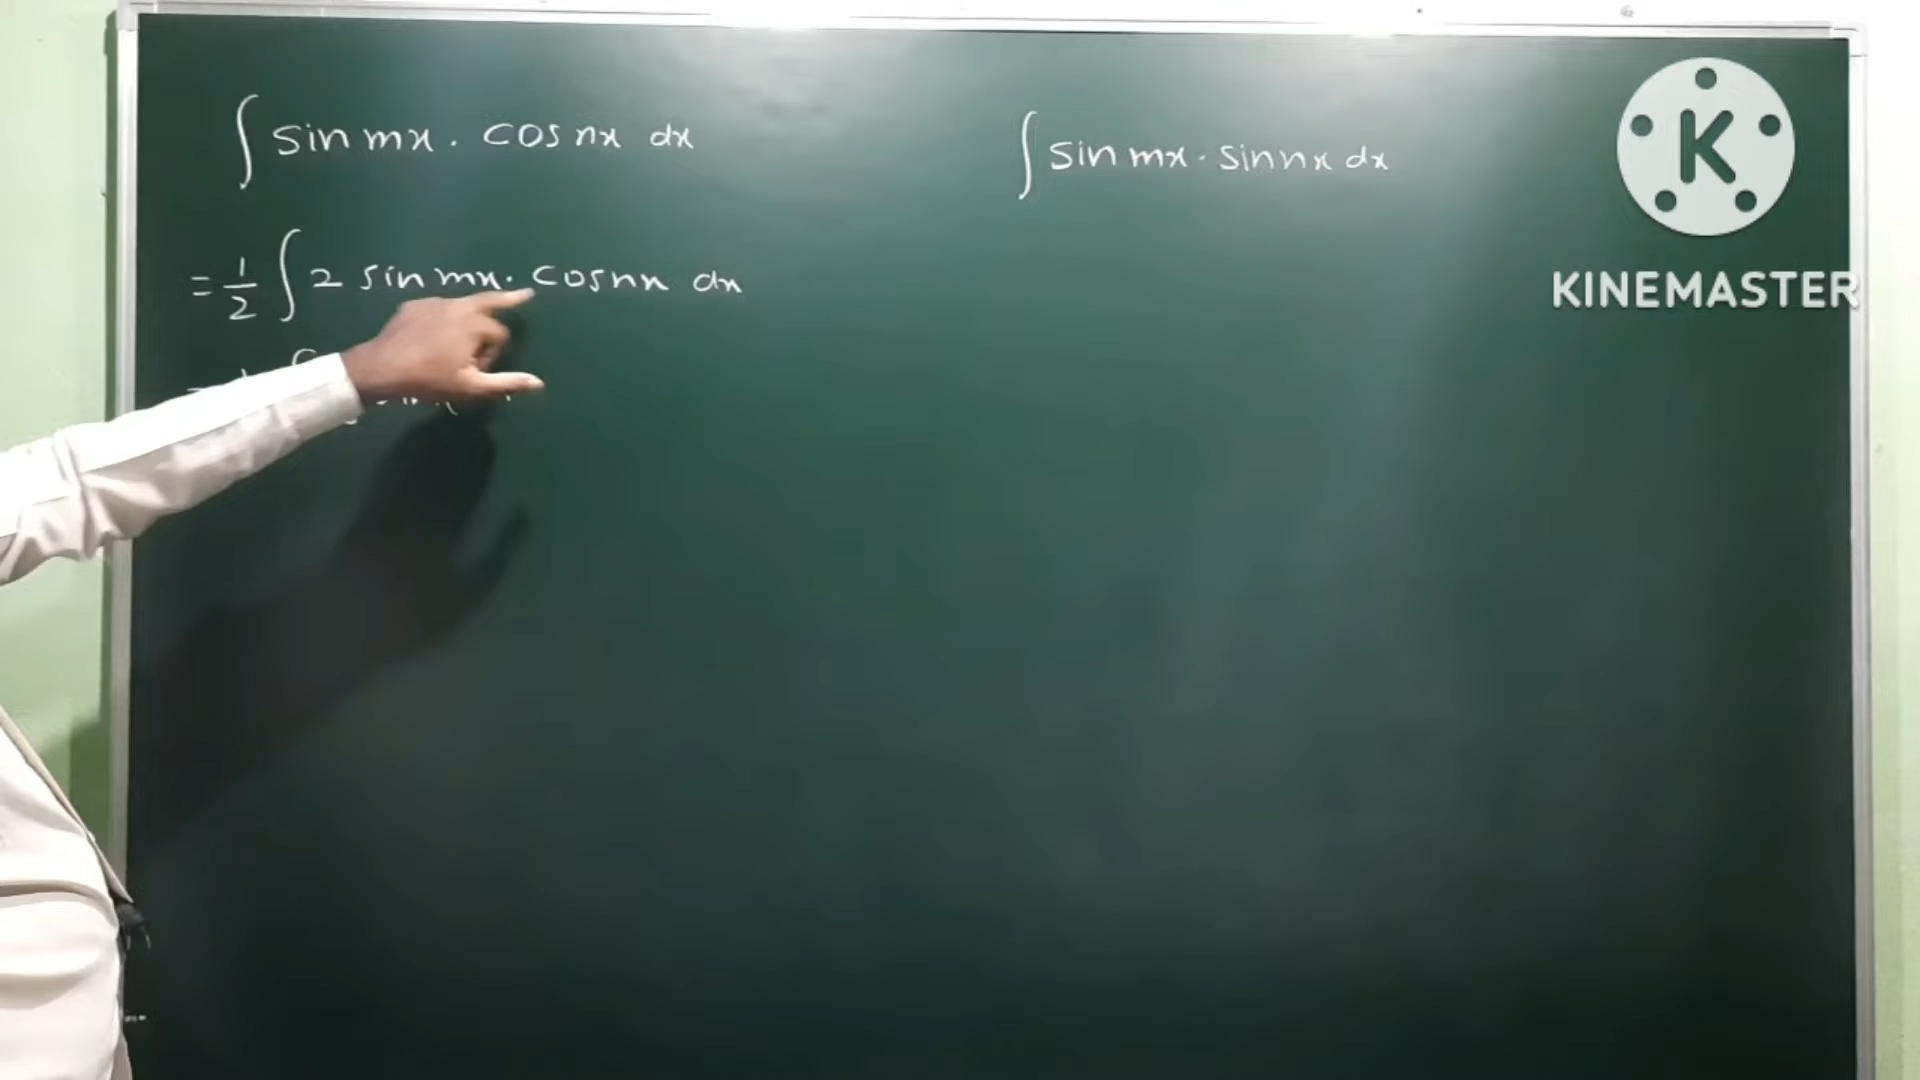 ∫ sin mx . cos nx dx
= 1/2 ∫ 2 sin mx . cos nx dx
∫ sin mx . sin nx dx
K
KINEMASTER